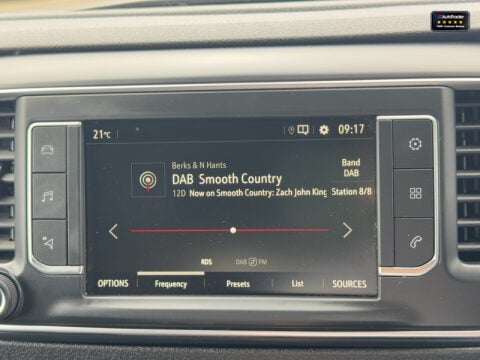 AutoTrader
21°C
09:17
Berks & N Hants
DAB Smooth Country
12D Now on Smooth Country: Zach John King
Band
DAB
Station 8/8
RDS DAB FM
OPTIONS Frequency Presets List SOURCES